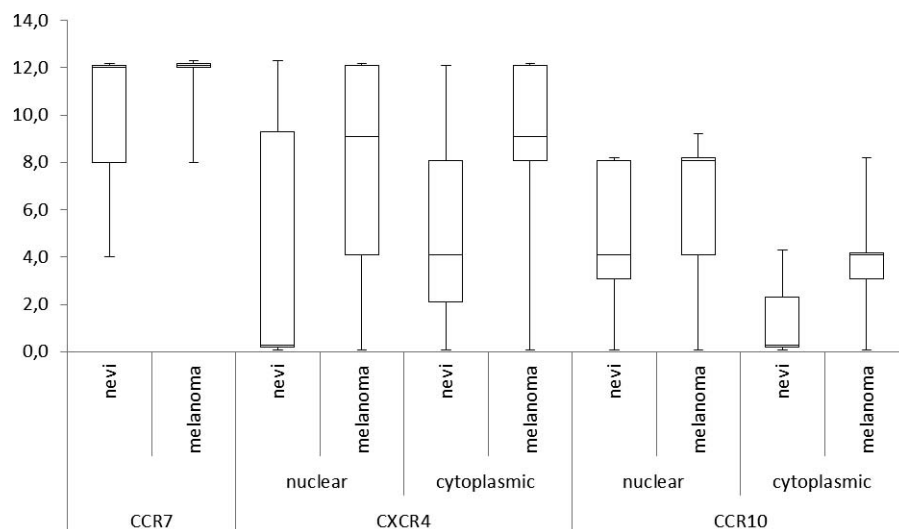 14,0
12,0
10,0
8,0
6,0
4,0
2,0
0,0
nevi
melanoma
nevi
melanoma
nevi
melanoma
nevi
melanoma
nevi
melanoma
nuclear
cytoplasmic
nuclear
cytoplasmic
CCR7
CXCR4
CCR10